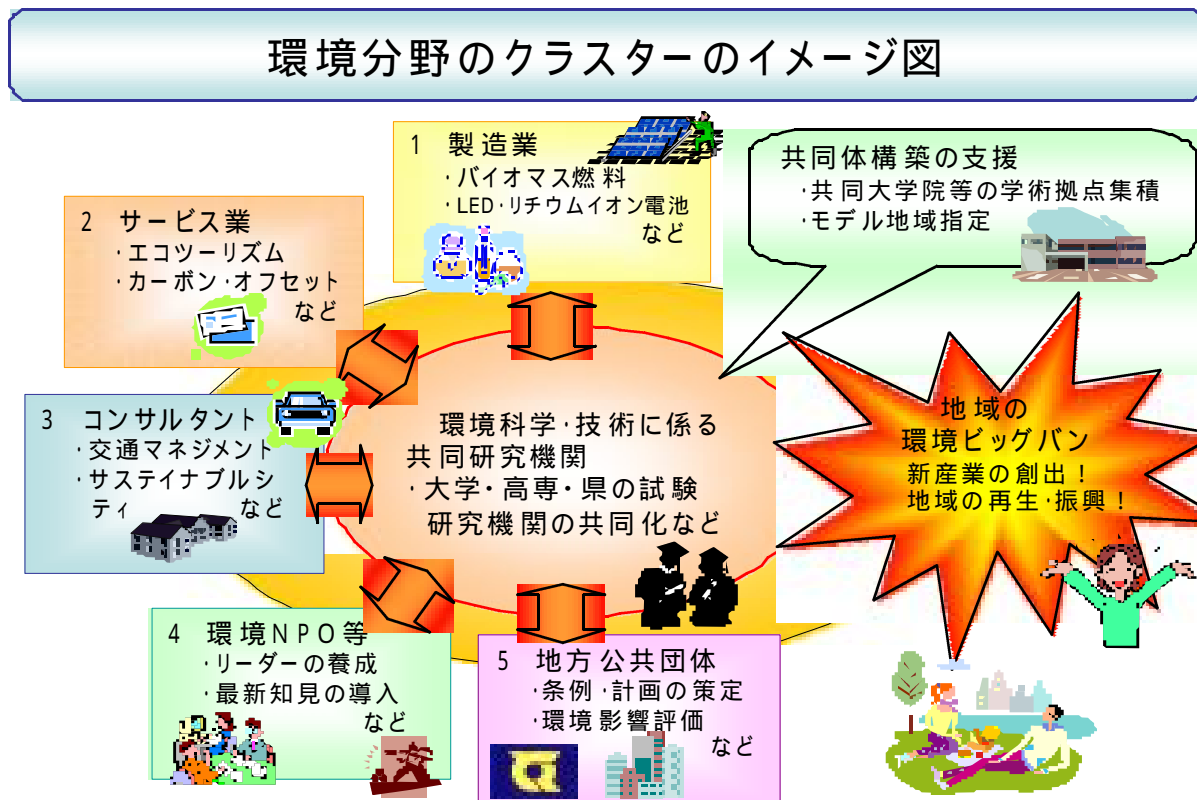 環境分野のクラスターのイメージ図
1 製造業
・バイオマス燃料
・LED・リチウムイオン電池
など
共同体構築の支援
・共同大学院等の学術拠点集積
・モデル地域指定
2 サービス業
・エコツーリズム
・カーボン・オフセット
など
3 コンサルタント
・交通マネジメント
・サステイナブルシ
ティ など
環境科学・技術に係る
共同研究機関
・大学・高専・県の試験
研究機関の共同化など
地域の
環境ビッグバン
新産業の創出!
地域の再生・振興!
4 環境NPO等
・リーダーの養成
・最新知見の導入
など
5 地方公共団体
・条例・計画の策定
・環境影響評価
など